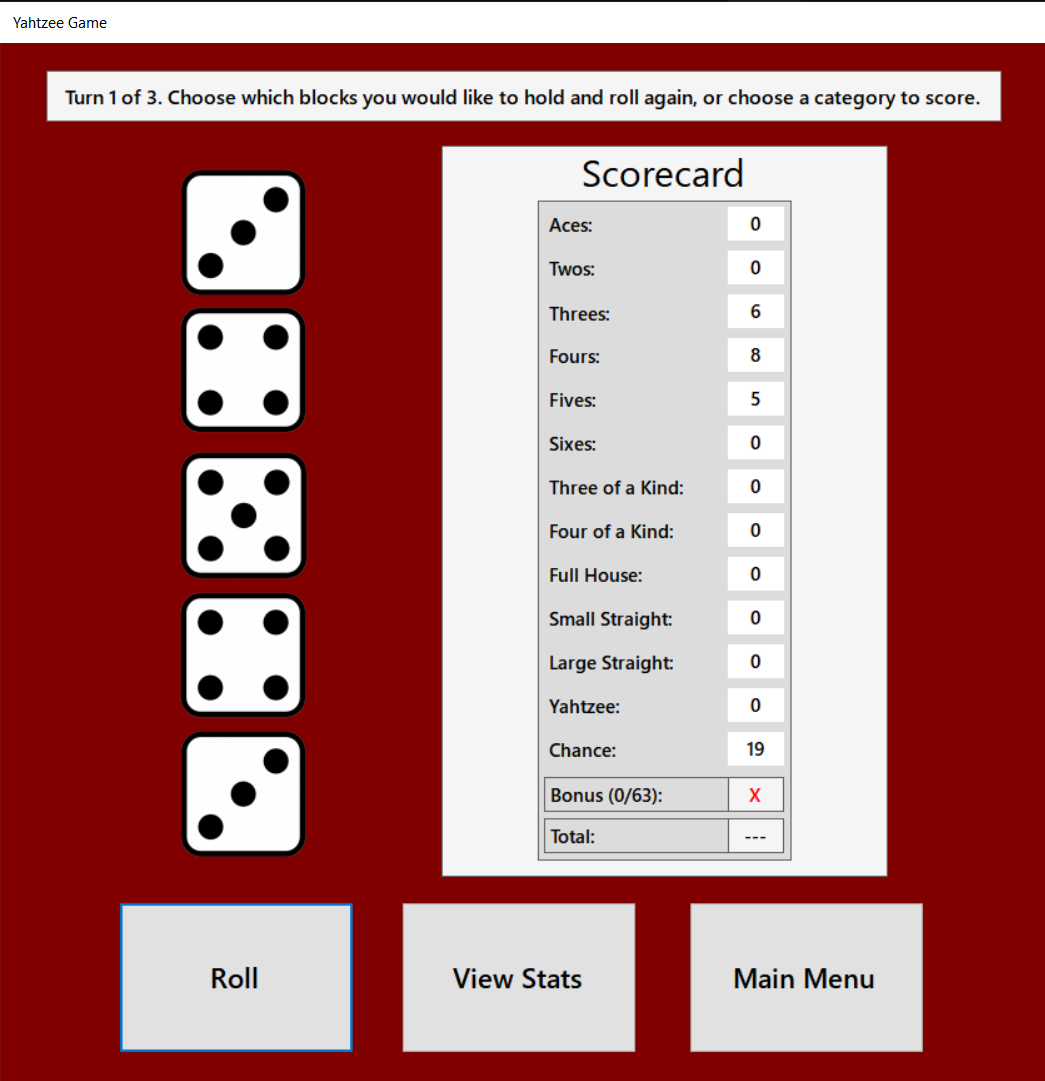 Yahtzee Game
Turn 1 of 3. Choose which blocks you would like to hold and roll again, or choose a category to score.
Scorecard
Aces: 0
Twos: 0
Threes: 6
Fours: 8
Fives: 5
Sixes: 0
Three of a Kind: 0
Four of a Kind: 0
Full House: 0
Small Straight: 0
Large Straight: 0
Yahtzee: 0
Chance: 19
Bonus (0/63): X
Total: ---
Roll View Stats Main Menu